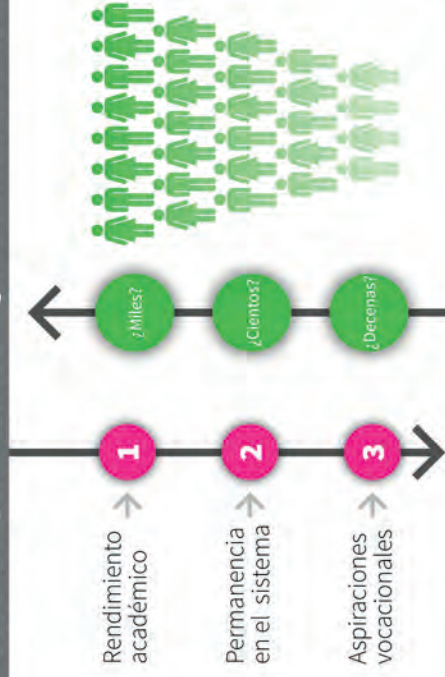 Rendimiento
académico
1
¿Miles?
Permanencia
en el sistema
2
¿Cientos?
Aspiraciones
vocacionales
3
¿Decenas?